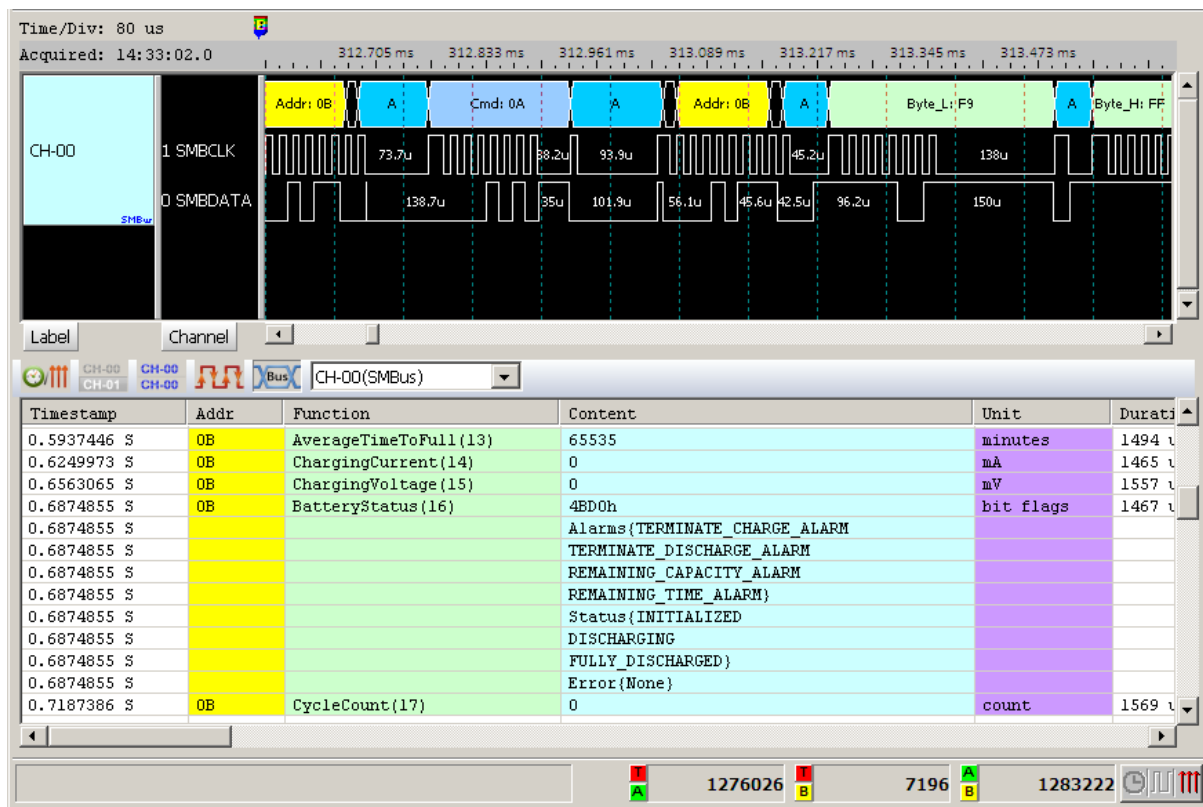 Time/Div: 80 us
Acquired: 14:33:02.0 312.705 ms 312.833 ms 312.961 ms 313.089 ms 313.217 ms 313.345 ms 313.473 ms
Addr: 0B A Cmd: 0A A Addr: 0B A Byte_L: F9 A Byte_H: FF
CH-00 1 SMBCLK 73.7u 38.2u 93.9u 45.2u 138u
0 SMBDATA 138.7u 35u 101.9u 56.1u 45.6u 42.5u 96.2u 150u
Label Channel
CH-00 CH-01 CH-00 CH-00 Bus CH-00(SMBus)
Timestamp Addr Function Content Unit Durati
0.5937446 S 0B AverageTimeToFull(13) 65535 minutes 1494 u
0.6249973 S 0B ChargingCurrent(14) 0 mA 1465 u
0.6563065 S 0B ChargingVoltage(15) 0 mV 1557 u
0.6874855 S 0B BatteryStatus(16) 4BD0h bit flags 1467 u
0.6874855 S Alarms{TERMINATE_CHARGE_ALARM
0.6874855 S TERMINATE_DISCHARGE_ALARM
0.6874855 S REMAINING_CAPACITY_ALARM
0.6874855 S REMAINING_TIME_ALARM}
0.6874855 S Status{INITIALIZED
0.6874855 S DISCHARGING
0.6874855 S FULLY_DISCHARGED}
0.6874855 S Error{None}
0.7187386 S 0B CycleCount(17) 0 count 1569 u
T A 1276026 T B 7196 A B 1283222